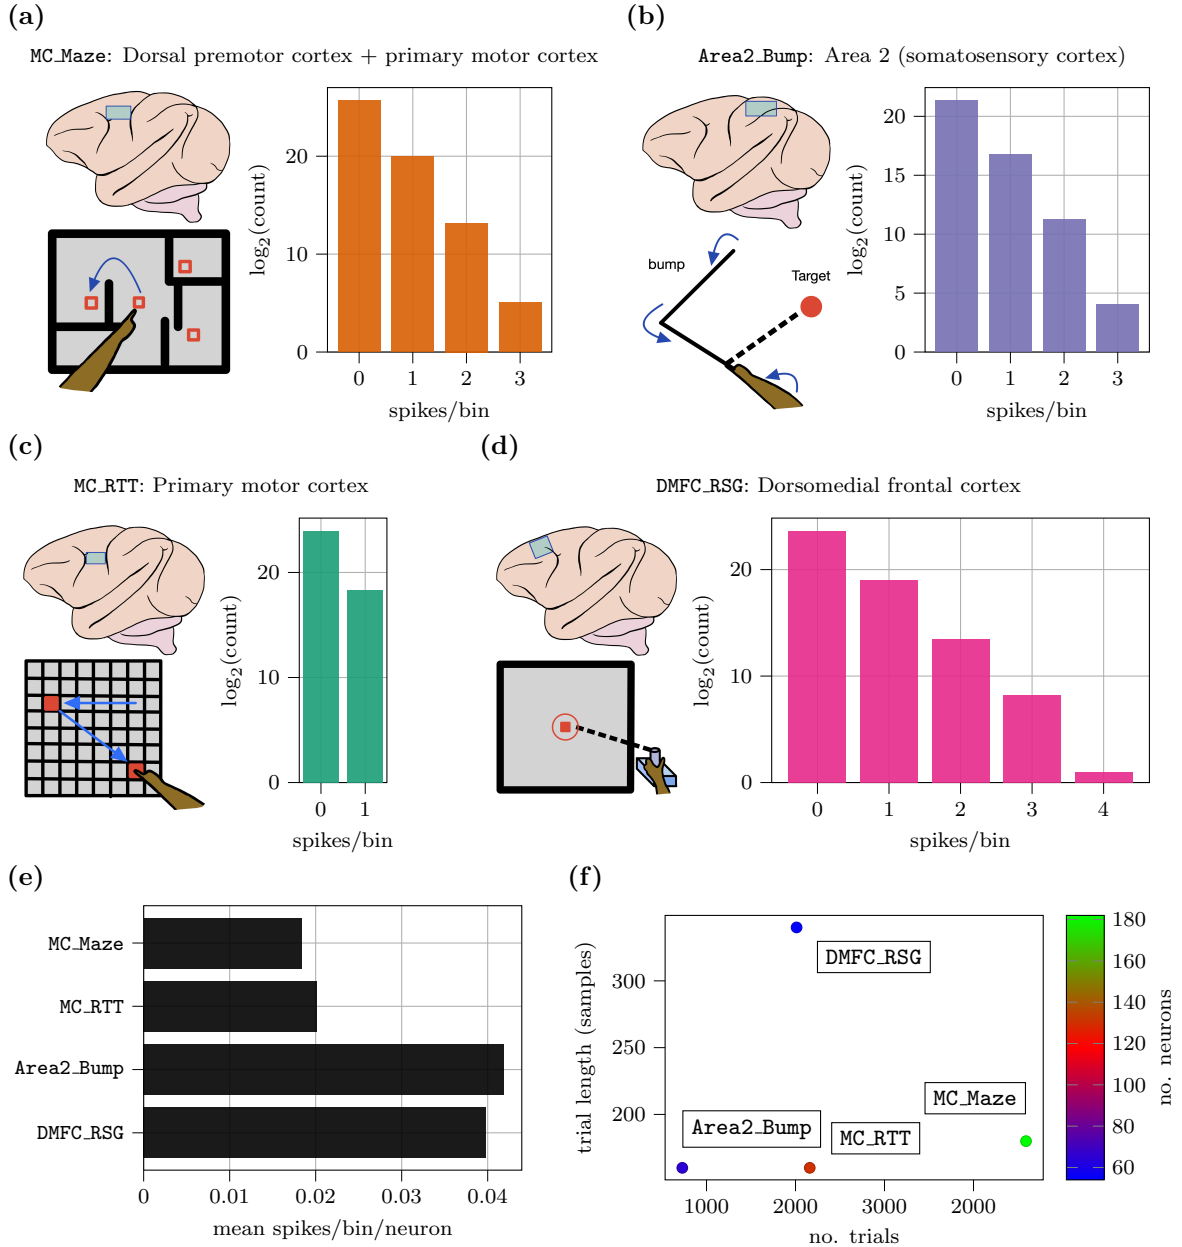 (a)
MC_Maze: Dorsal premotor cortex + primary motor cortex
log2(count)
20
10
0
0 1 2 3
spikes/bin
(b)
Area2_Bump: Area 2 (somatosensory cortex)
bump
Target
log2(count)
20
15
10
5
0
0 1 2 3
spikes/bin
(c)
MC_RTT: Primary motor cortex
log2(count)
20
10
0
0 1
spikes/bin
(d)
DMFC_RSG: Dorsomedial frontal cortex
log2(count)
20
10
0
0 1 2 3 4
spikes/bin
(e)
MC_Maze
MC_RTT
Area2_Bump
DMFC_RSG
0 0.01 0.02 0.03 0.04
mean spikes/bin/neuron
(f)
trial length (samples)
300
250
200
DMFC_RSG
MC_Maze
Area2_Bump
MC_RTT
1000 2000 3000 2000
no. trials
180
160
140
120
100
80
60
no. neurons